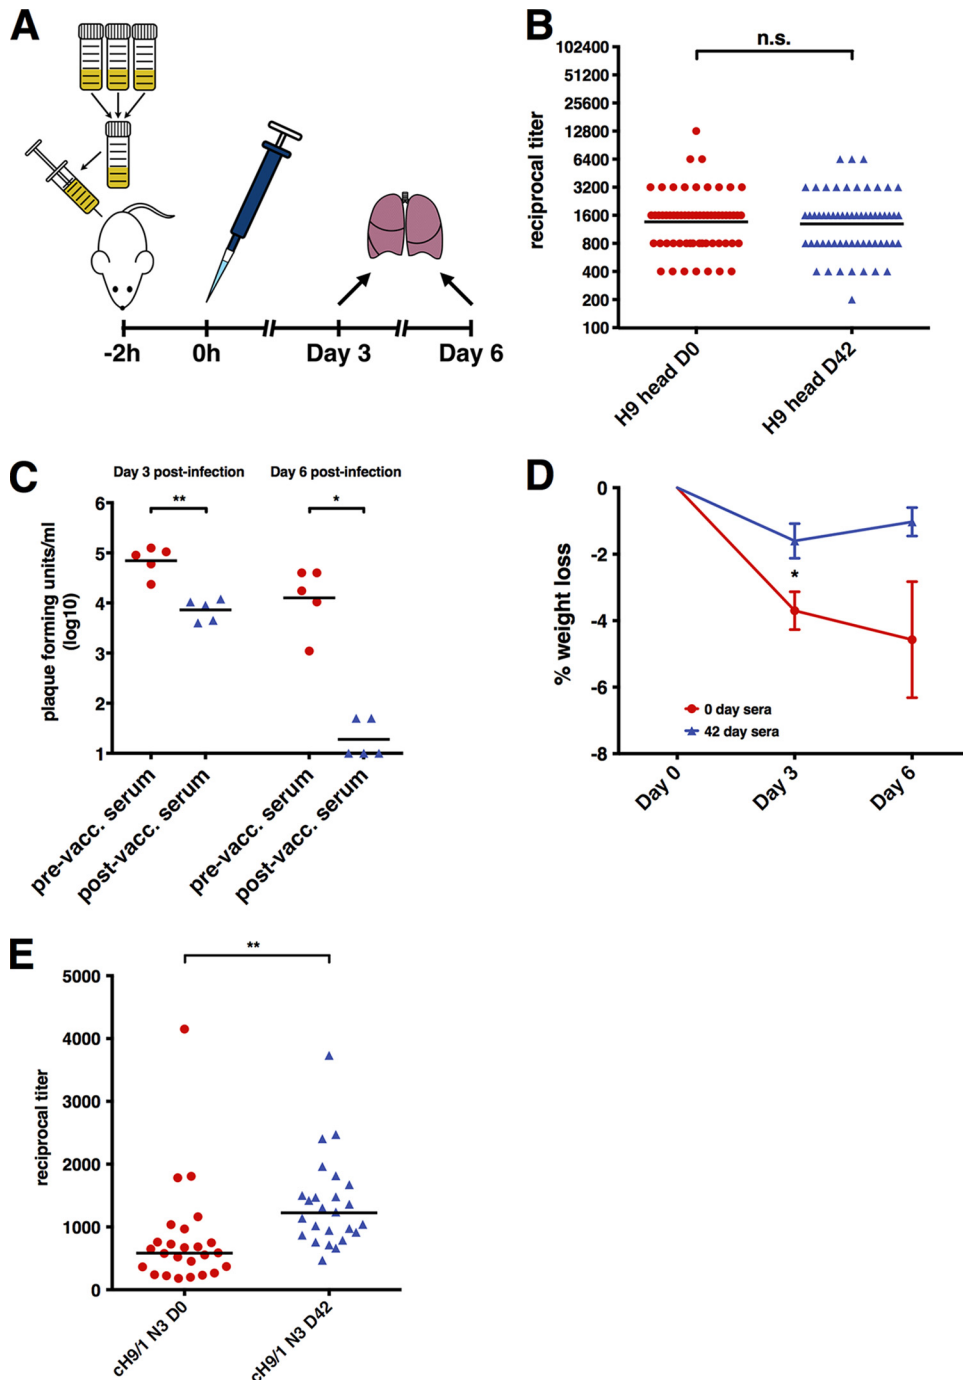 A
-2h
0h
Day 3
Day 6
B
n.s.
reciprocal titer
102400
51200
25600
12800
6400
3200
1600
800
400
200
100
H9 head D0
H9 head D42
C
Day 3 post-infection
Day 6 post-infection
**
*
plaque forming units/ml
(log10)
6
5
4
3
2
1
pre-vacc. serum
post-vacc. serum
pre-vacc. serum
post-vacc. serum
D
% weight loss
0
-2
-4
-6
-8
*
0 day sera
42 day sera
Day 0
Day 3
Day 6
E
**
reciprocal titer
5000
4000
3000
2000
1000
0
cH9/1 N3 D0
cH9/1 N3 D42